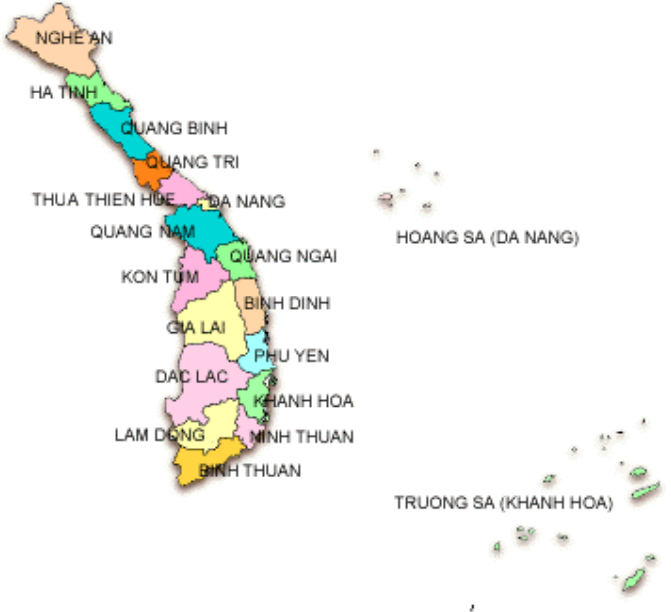 NGHE AN
HA TINH
QUANG BINH
QUANG TRI
THUA THIEN HUE
DA NANG
QUANG NAM
HOANG SA (DA NANG)
QUANG NGAI
KON TUM
BINH DINH
GIA LAI
PHU YEN
DAC LAC
KHANH HOA
LAM DONG
NINH THUAN
BINH THUAN
TRUONG SA (KHANH HOA)